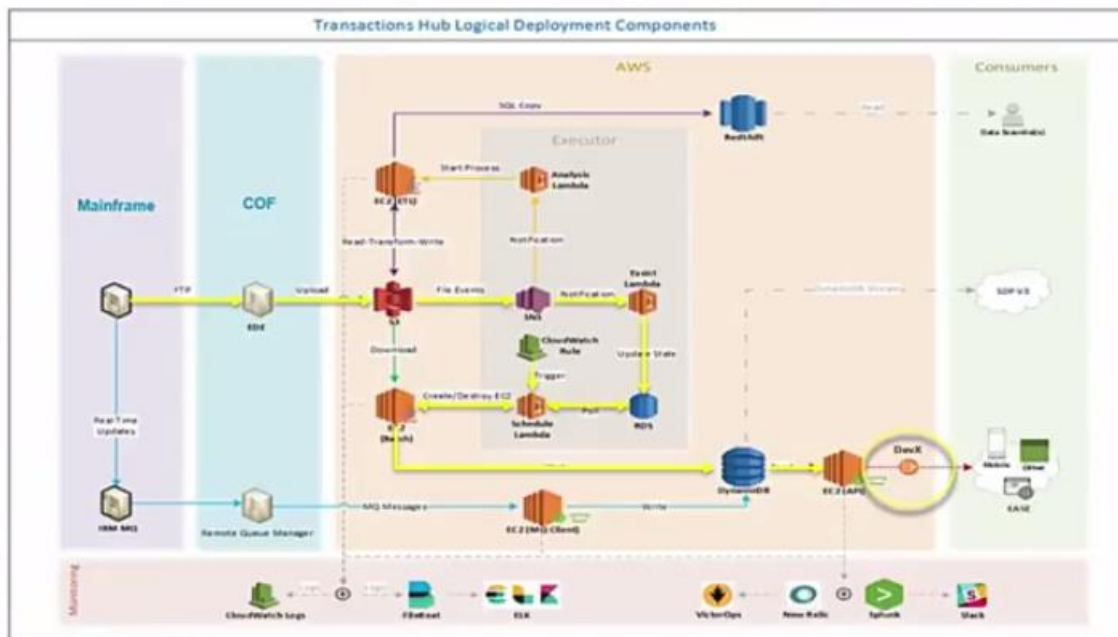 Transactions Hub Logical Deployment Components
AWS
Consumers
Mainframe
COF
SQL Copy
RedShift
Read
Data Scientist(s)
Executor
Start Process
Analysis
Lambda
EC2 (ETL)
Read-Transform-Write
Notification
FTP
Upload
File Events
Notification
Event
Lambda
EDE
S3
SNS
DynamoDB Streams
CloudWatch
Rule
Download
Update State
Trigger
Create/Destroy EC2
Poll
Schedule
Lambda
RDS
EC2
(Batch)
Real Time
Updates
DevX
Mobile
Other
DynamoDB
EC2 (API)
EASE
IBM MQ
Remote Queue Manager
MQ Messages
EC2 (MQ Client)
Write
Monitoring
CloudWatch Logs
FileBeat
ELK
VictorOps
New Relic
Splunk
Slack